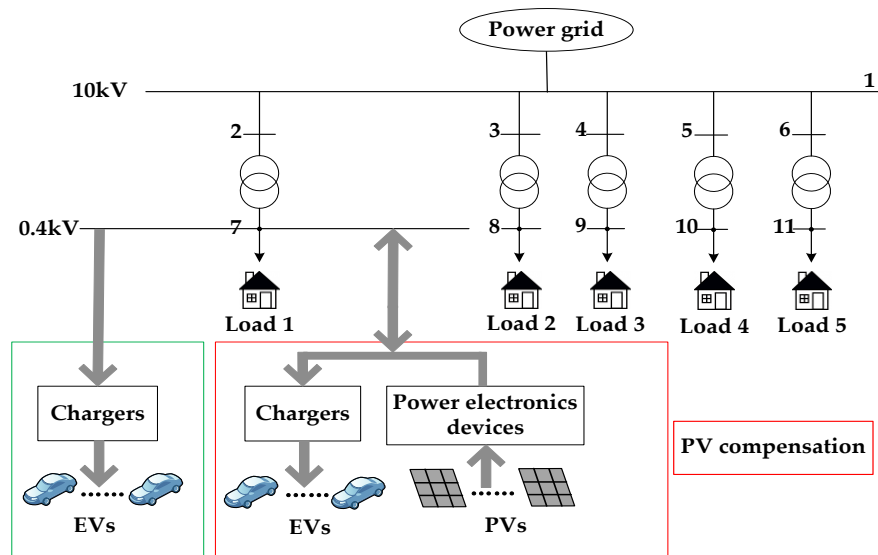 Power grid
10kV
1
2
3
4
5
6
0.4kV
7
8
9
10
11
Load 1
Load 2
Load 3
Load 4
Load 5
Chargers
Chargers
Power electronics
devices
PV compensation
EVs
EVs
PVs